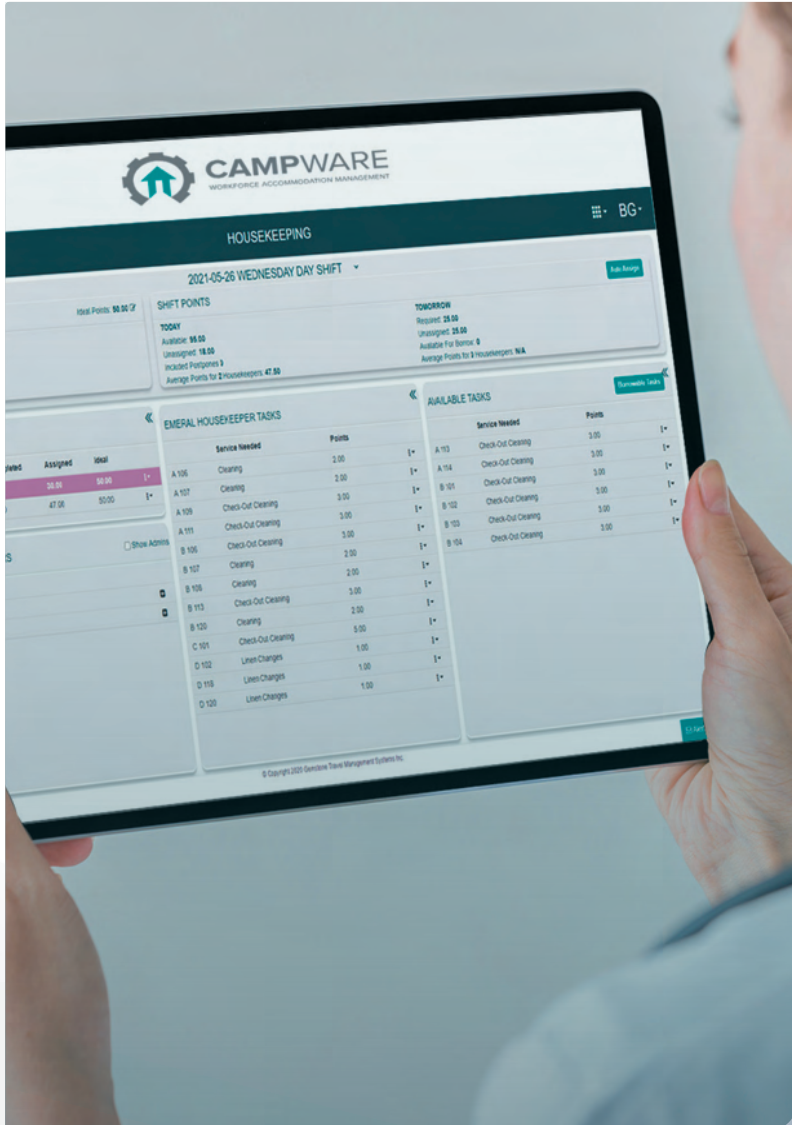 CAMPWARE
WORKFORCE ACCOMMODATION MANAGEMENT
HOUSEKEEPING
BG
2021-05-26 WEDNESDAY DAY SHIFT
Auto Assign
Ideal Points: 50.00
SHIFT POINTS
TODAY
Available: 95.00
Unassigned: 18.00
Included Postpones 3
Average Points for 2 Housekeepers: 47.50
TOMORROW
Required: 25.00
Unassigned: 25.00
Available For Borrow: 0
Average Points for 3 Housekeepers: N/A
Assigned Ideal
50.00
47.00 50.00
Show Admins
EMERAL HOUSEKEEPER TASKS
Service Needed Points
A 106 Cleaning 2.00
A 107 Cleaning 2.00
A 109 Check-Out Cleaning 3.00
A 111 Check-Out Cleaning 3.00
B 106 Check-Out Cleaning 3.00
B 107 Cleaning 2.00
B 108 Cleaning 2.00
B 113 Check-Out Cleaning 3.00
B 120 Cleaning 2.00
C 101 Check-Out Cleaning 5.00
D 102 Linen Changes 1.00
D 118 Linen Changes 1.00
D 120 Linen Changes 1.00
AVAILABLE TASKS
Borrowable Tasks
Service Needed Points
A 113 Check-Out Cleaning 3.00
A 114 Check-Out Cleaning 3.00
B 101 Check-Out Cleaning 3.00
B 102 Check-Out Cleaning 3.00
B 103 Check-Out Cleaning 3.00
B 104 Check-Out Cleaning 3.00
© Copyright 2020 Gemstone Travel Management Systems Inc.